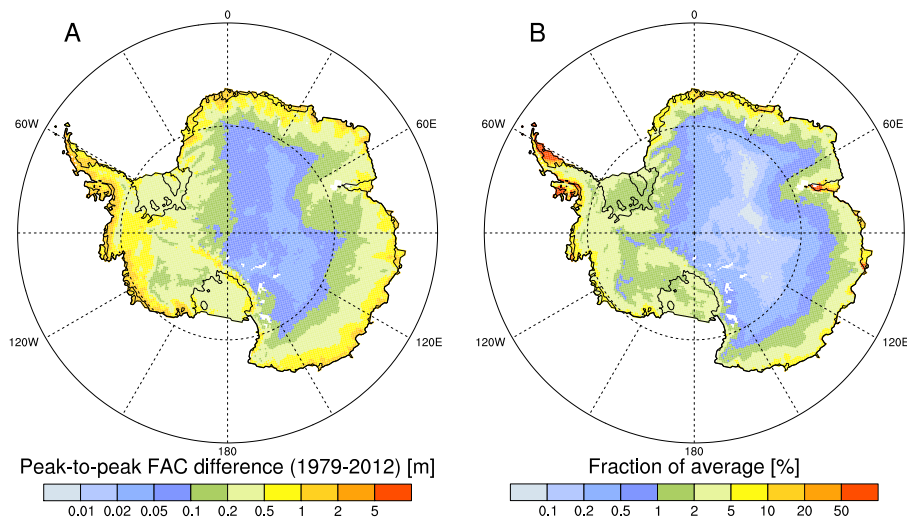 A
B
0
0
60W
60E
60W
60E
120W
120E
120W
120E
180
180
Peak-to-peak FAC difference (1979-2012) [m]
Fraction of average [%]
0.01 0.02 0.05 0.1 0.2 0.5 1 2 5
0.1 0.2 0.5 1 2 5 10 20 50